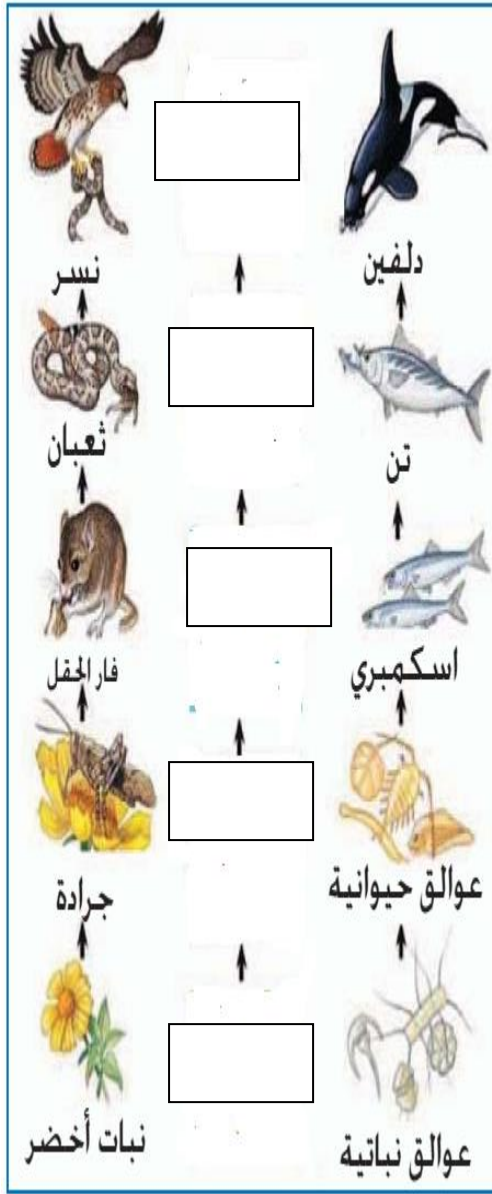 دلفين
نسر
تن
ثعبان
اسكمبري
فار الحقل
عوالق حيوانية
جرادة
عوالق نباتية
نبات أخضر